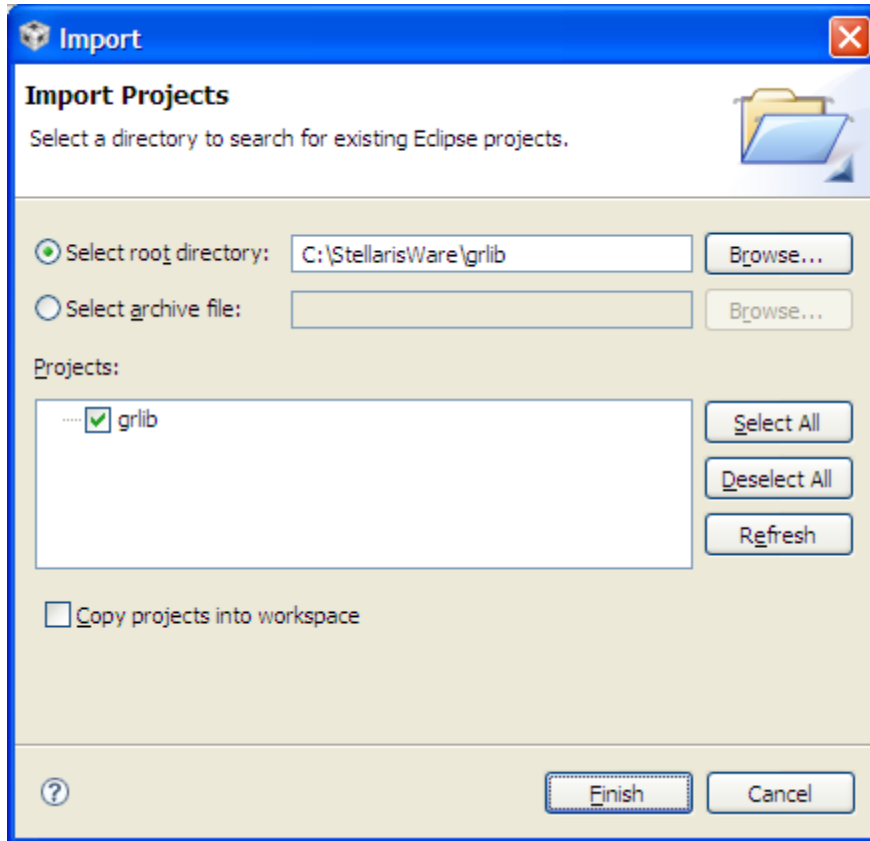 Import
Import Projects
Select a directory to search for existing Eclipse projects.
Select root directory: C:\StellarisWare\grlib Browse...
Select archive file: Browse...
Projects:
grlib
Select All
Deselect All
Refresh
Copy projects into workspace
? Finish Cancel